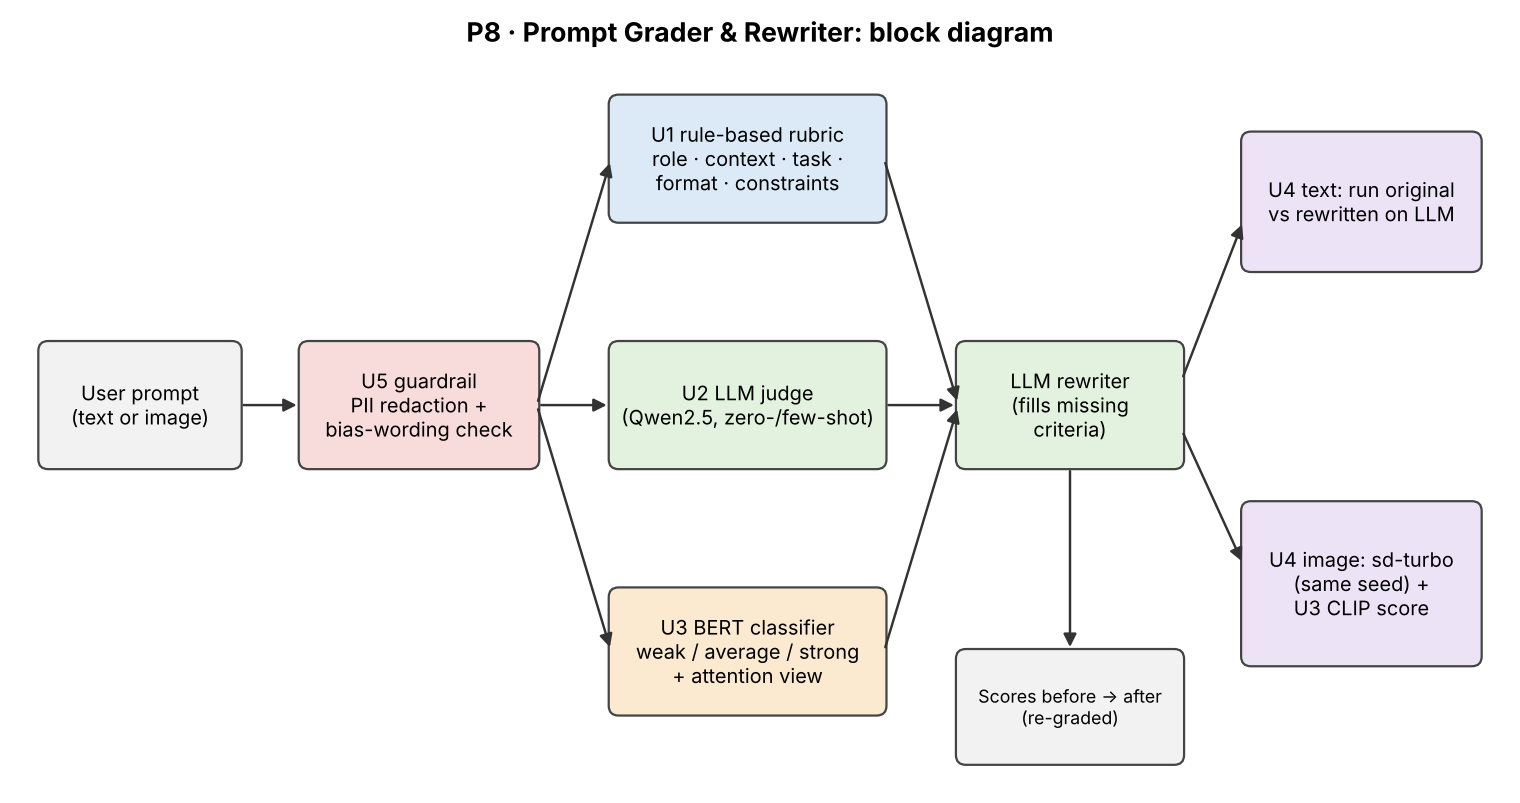 P8 · Prompt Grader & Rewriter: block diagram
User prompt
(text or image)
U5 guardrail
PII redaction +
bias-wording check
U1 rule-based rubric
role · context · task ·
format · constraints
U2 LLM judge
(Qwen2.5, zero-/few-shot)
U3 BERT classifier
weak / average / strong
+ attention view
LLM rewriter
(fills missing
criteria)
Scores before → after
(re-graded)
U4 text: run original
vs rewritten on LLM
U4 image: sd-turbo
(same seed) +
U3 CLIP score